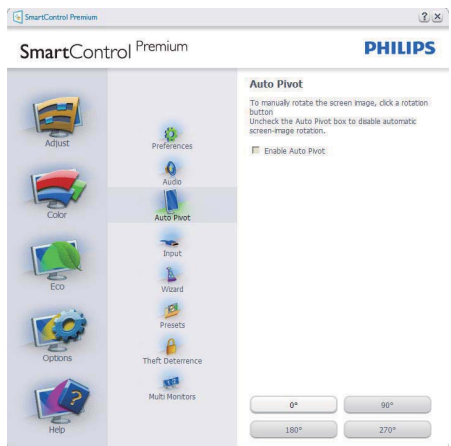 SmartControl Premium
? x
SmartControl Premium
PHILIPS
Adjust
Color
Eco
Options
Help
Preferences
Audio
Auto Pivot
Input
Wizard
Presets
Theft Deterrence
Multi Monitors
Auto Pivot
To manually rotate the screen image, click a rotation
button
Uncheck the Auto Pivot box to disable automatic
screen-image rotation.
Enable Auto Pivot
0°
90°
180°
270°